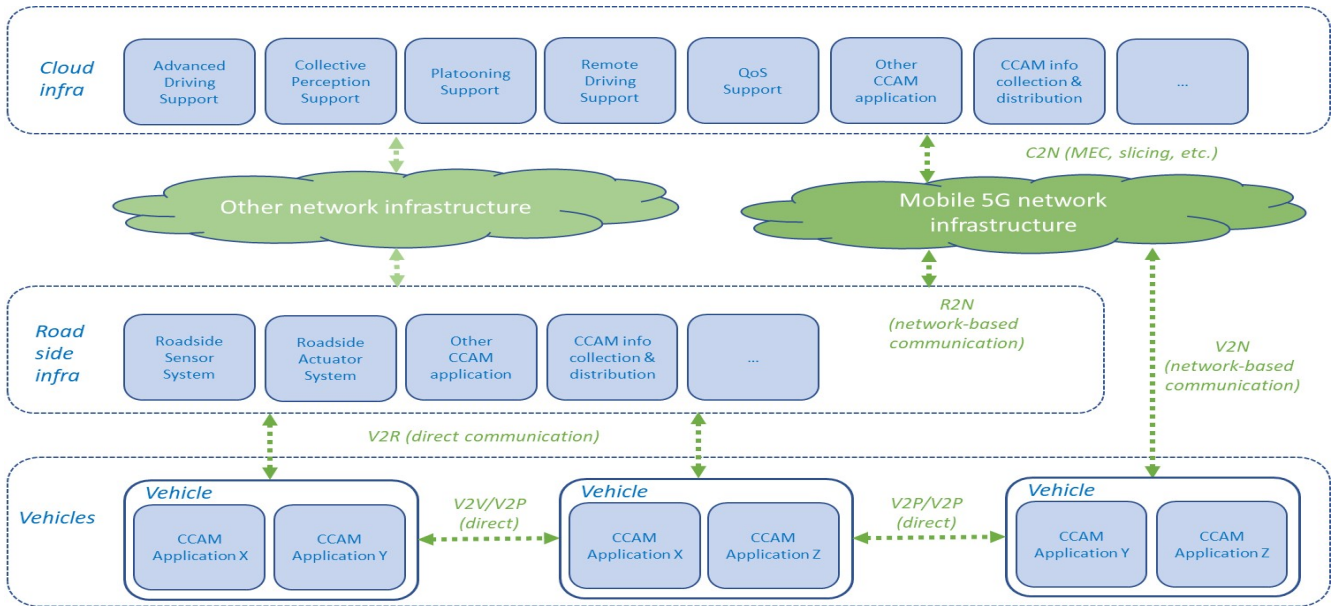 Cloud
infra
Advanced
Driving
Support
Collective
Perception
Support
Platooning
Support
Remote
Driving
Support
QoS
Support
Other
CCAM
application
CCAM info
collection &
distribution
...
C2N (MEC, slicing, etc.)
Other network infrastructure
Mobile 5G network
infrastructure
Road
side
infra
Roadside
Sensor
System
Roadside
Actuator
System
Other
CCAM
application
CCAM info
collection &
distribution
...
R2N
(network-based
communication)
V2N
(network-based
communication)
V2R (direct communication)
Vehicles
Vehicle
CCAM
Application X
CCAM
Application Y
V2V/V2P
(direct)
Vehicle
CCAM
Application X
CCAM
Application Z
V2P/V2P
(direct)
Vehicle
CCAM
Application Y
CCAM
Application Z